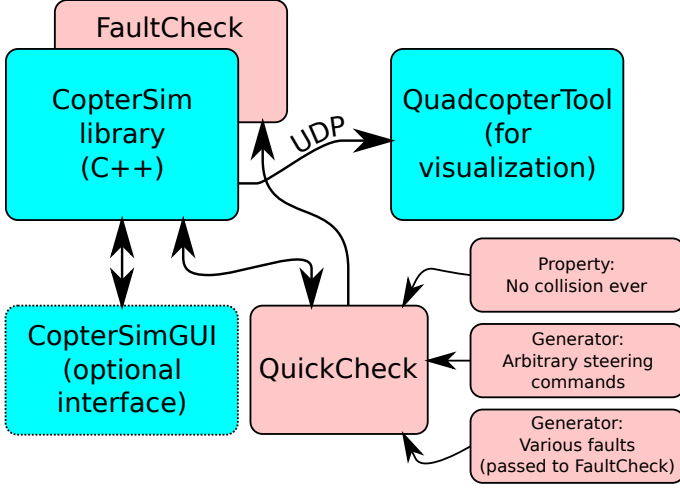 FaultCheck
CopterSim
library
(C++)
UDP
QuadcopterTool
(for
visualization)
CopterSimGUI
(optional
interface)
QuickCheck
Property:
No collision ever
Generator:
Arbitrary steering
commands
Generator:
Various faults
(passed to FaultCheck)